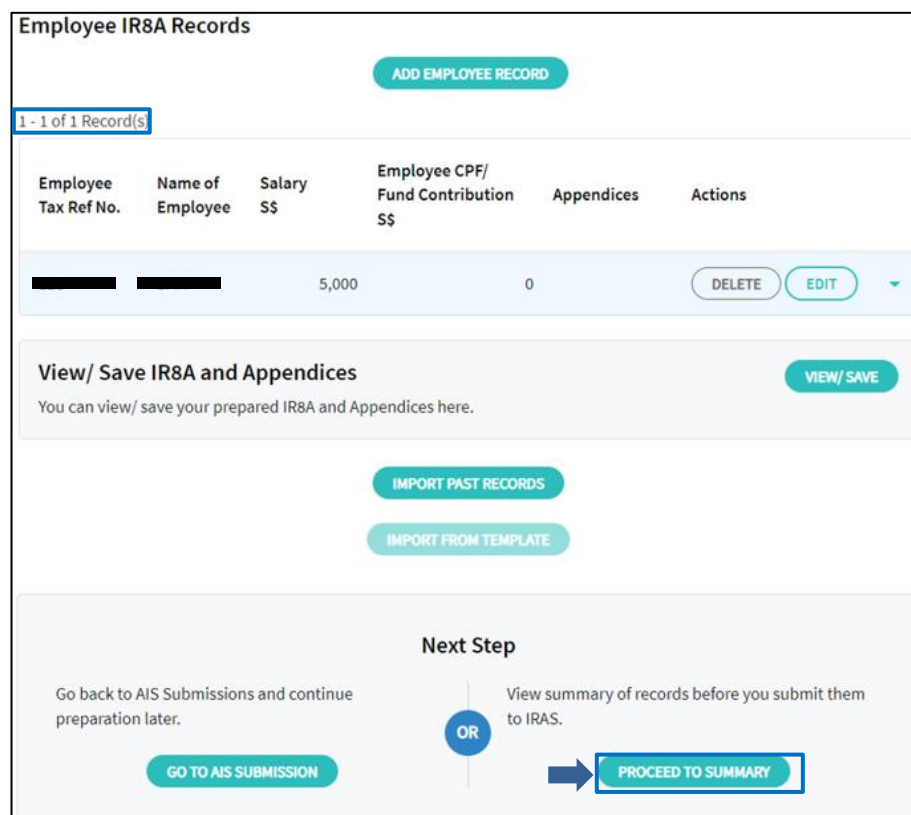 Employee IR8A Records
ADD EMPLOYEE RECORD
1 - 1 of 1 Record(s)
Employee Tax Ref No.
Name of Employee
Salary S$
Employee CPF/ Fund Contribution S$
Appendices
Actions
5,000
0
DELETE
EDIT
View/ Save IR8A and Appendices
VIEW/ SAVE
You can view/ save your prepared IR8A and Appendices here.
IMPORT PAST RECORDS
IMPORT FROM TEMPLATE
Next Step
Go back to AIS Submissions and continue
preparation later.
GO TO AIS SUBMISSION
OR
View summary of records before you submit them
to IRAS.
PROCEED TO SUMMARY